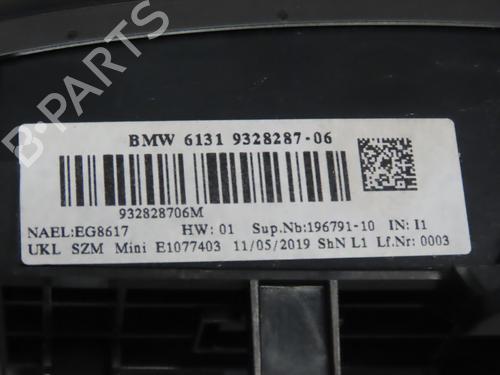 B-PARTS
BMW 6131 9328287-06
932828706M
NAEL:EG8617 HW: 01 Sup.Nb:196791-10 IN: I1
UKL SZM Mini E1077403 11/05/2019 ShN L1 Lf.Nr: 0003